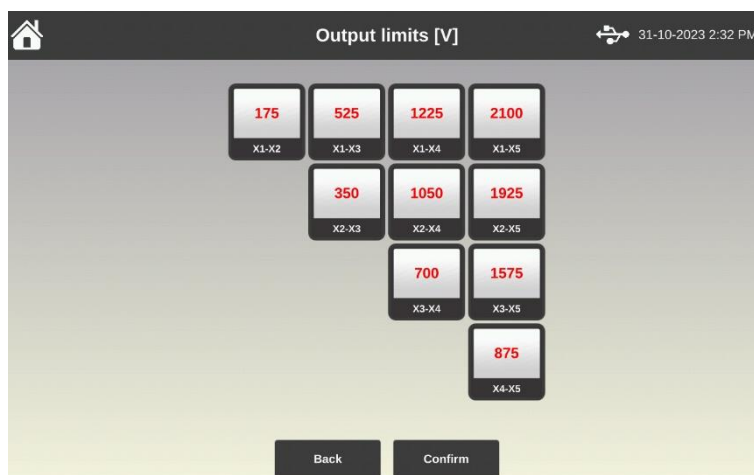 Output limits [V]
31-10-2023 2:32 PM
175 525 1225 2100
X1-X2 X1-X3 X1-X4 X1-X5
350 1050 1925
X2-X3 X2-X4 X2-X5
700 1575
X3-X4 X3-X5
875
X4-X5
Back Confirm